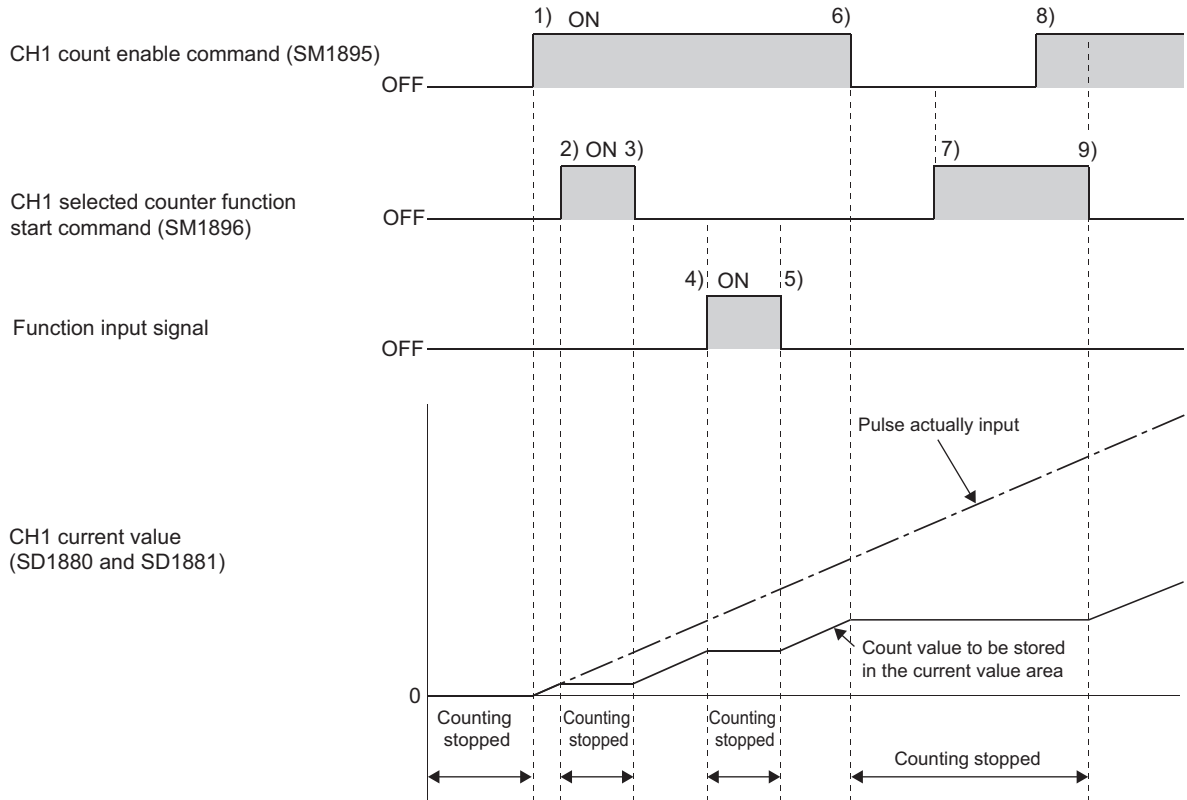 1) ON
6)
8)
CH1 count enable command (SM1895)
OFF
2) ON 3)
7)
9)
CH1 selected counter function
start command (SM1896)
OFF
4) ON
5)
Function input signal
OFF
Pulse actually input
CH1 current value
(SD1880 and SD1881)
Count value to be stored
in the current value area
0
Counting
stopped
Counting
stopped
Counting
stopped
Counting stopped